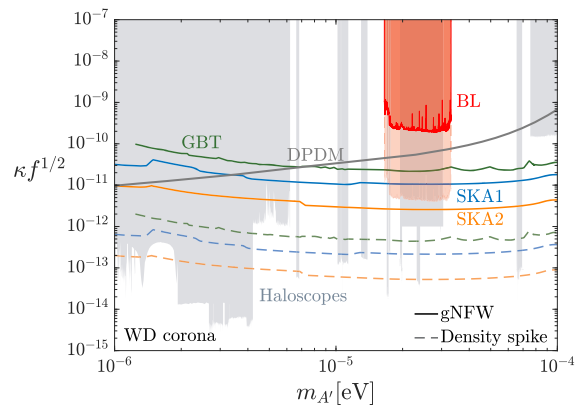 10^{-7}
10^{-8}
10^{-9}
10^{-10}
10^{-11}
10^{-12}
10^{-13}
10^{-14}
10^{-15}
κf^{1/2}
BL
GBT
DPDM
SKA1
SKA2
Haloscopes
gNFW
WD corona
Density spike
10^{-6}
10^{-5}
10^{-4}
m_{A′}[eV]